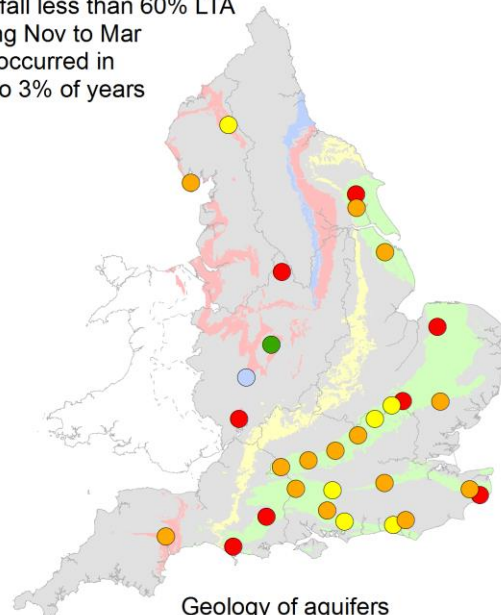 fall less than 60% LTA
ng Nov to Mar
occurred in
o 3% of years
Geology of aquifers